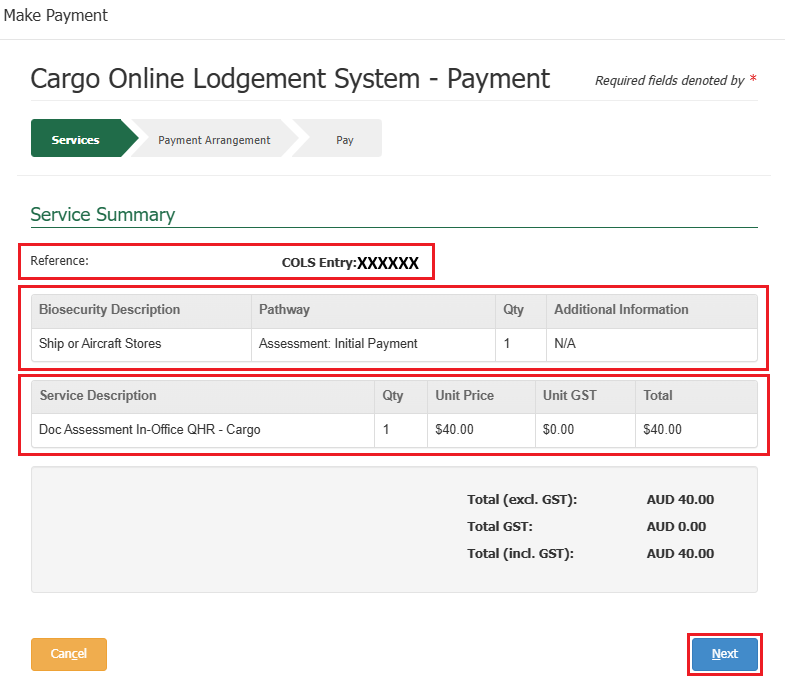 Make Payment
Cargo Online Lodgement System - Payment
Required fields denoted by *
Services
Payment Arrangement
Pay
Service Summary
Reference: COLS Entry:XXXXXX
Biosecurity Description Pathway Qty Additional Information
Ship or Aircraft Stores Assessment: Initial Payment 1 N/A
Service Description Qty Unit Price Unit GST Total
Doc Assessment In-Office QHR - Cargo 1 $40.00 $0.00 $40.00
Total (excl. GST): AUD 40.00
Total GST: AUD 0.00
Total (incl. GST): AUD 40.00
Cancel
Next